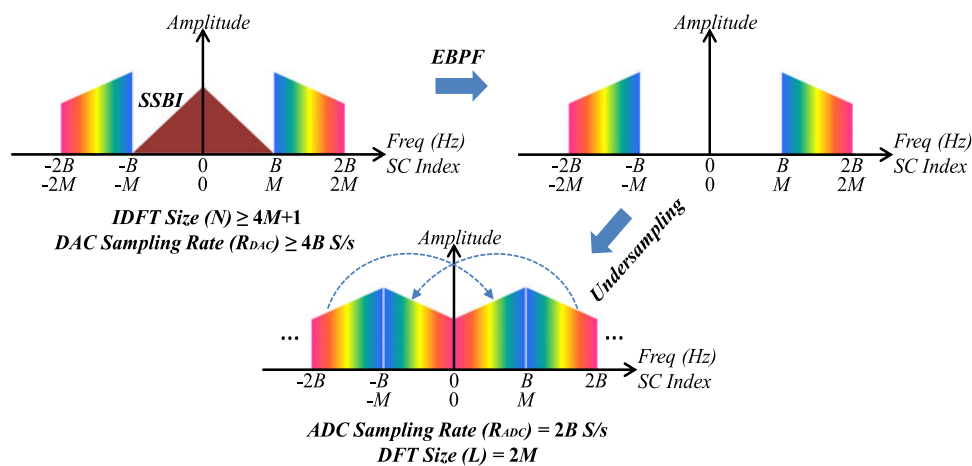 Amplitude
SSBI
Freq (Hz)
-2B -B 0 B 2B
SC Index
-2M -M 0 M 2M
IDFT Size (N) ≥ 4M+1
DAC Sampling Rate (RDAC) ≥ 4B S/s
EBPF
Amplitude
Freq (Hz)
-2B -B 0 B 2B
SC Index
-2M -M 0 M 2M
Undersampling
Amplitude
... ...
Freq (Hz)
-2B -B 0 B 2B
SC Index
-M 0 M
ADC Sampling Rate (RADC) = 2B S/s
DFT Size (L) = 2M